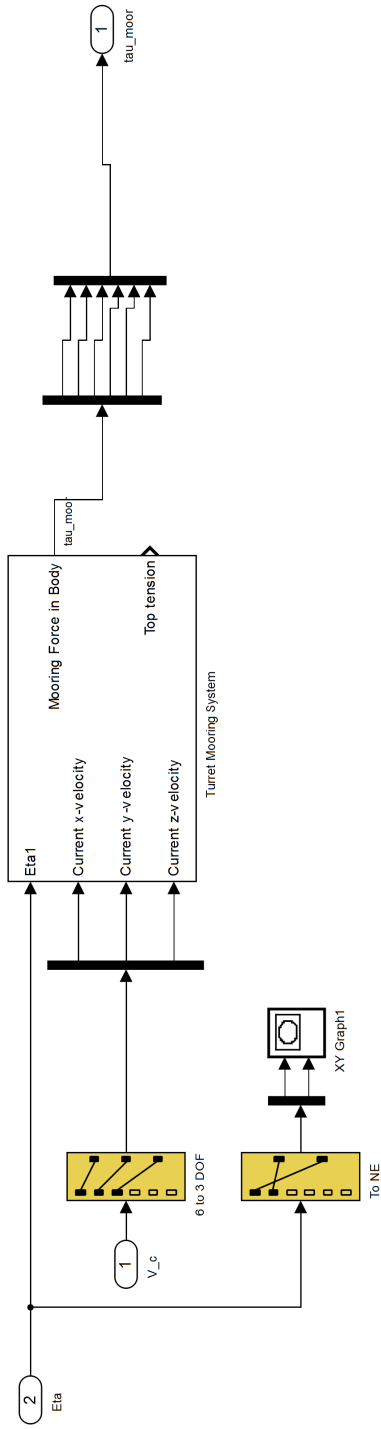 1
tau_moor
tau_moor
Mooring Force in Body
Top tension
Eta1
Current x-velocity
Current y-velocity
Current z-velocity
Turret Mooring System
XY Graph1
6 to 3 DOF
To NE
1
V_c
2
Eta